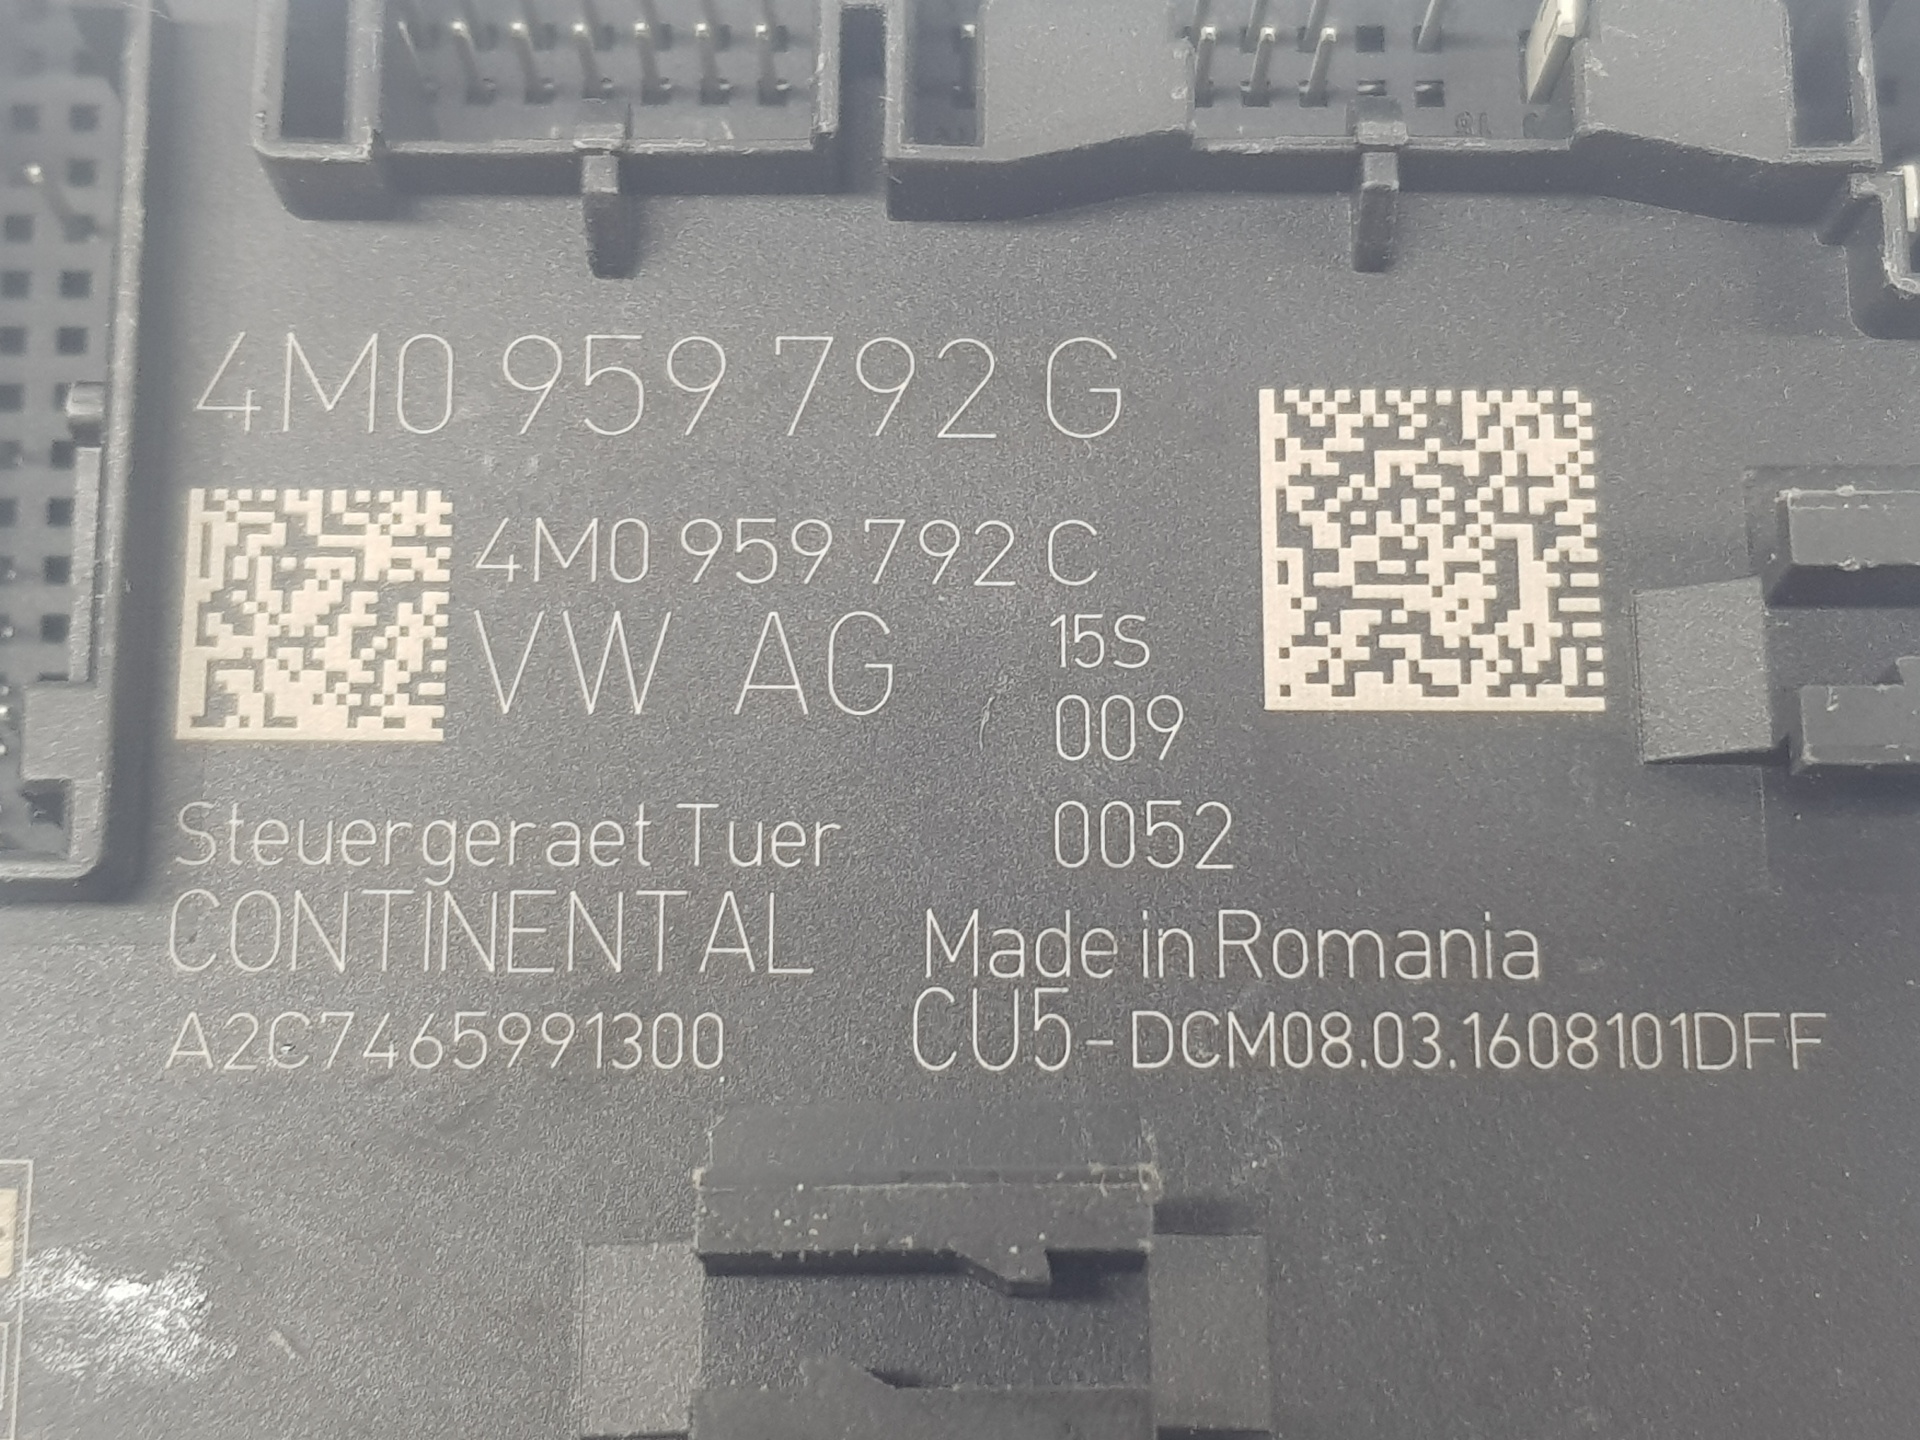 4M0 959 792 G
4M0 959 792 C
VW AG
15S
009
0052
Steuergeraet Tuer
CONTINENTAL
Made in Romania
A2C7465991300
CU5-DCM08.03.1608101DFF